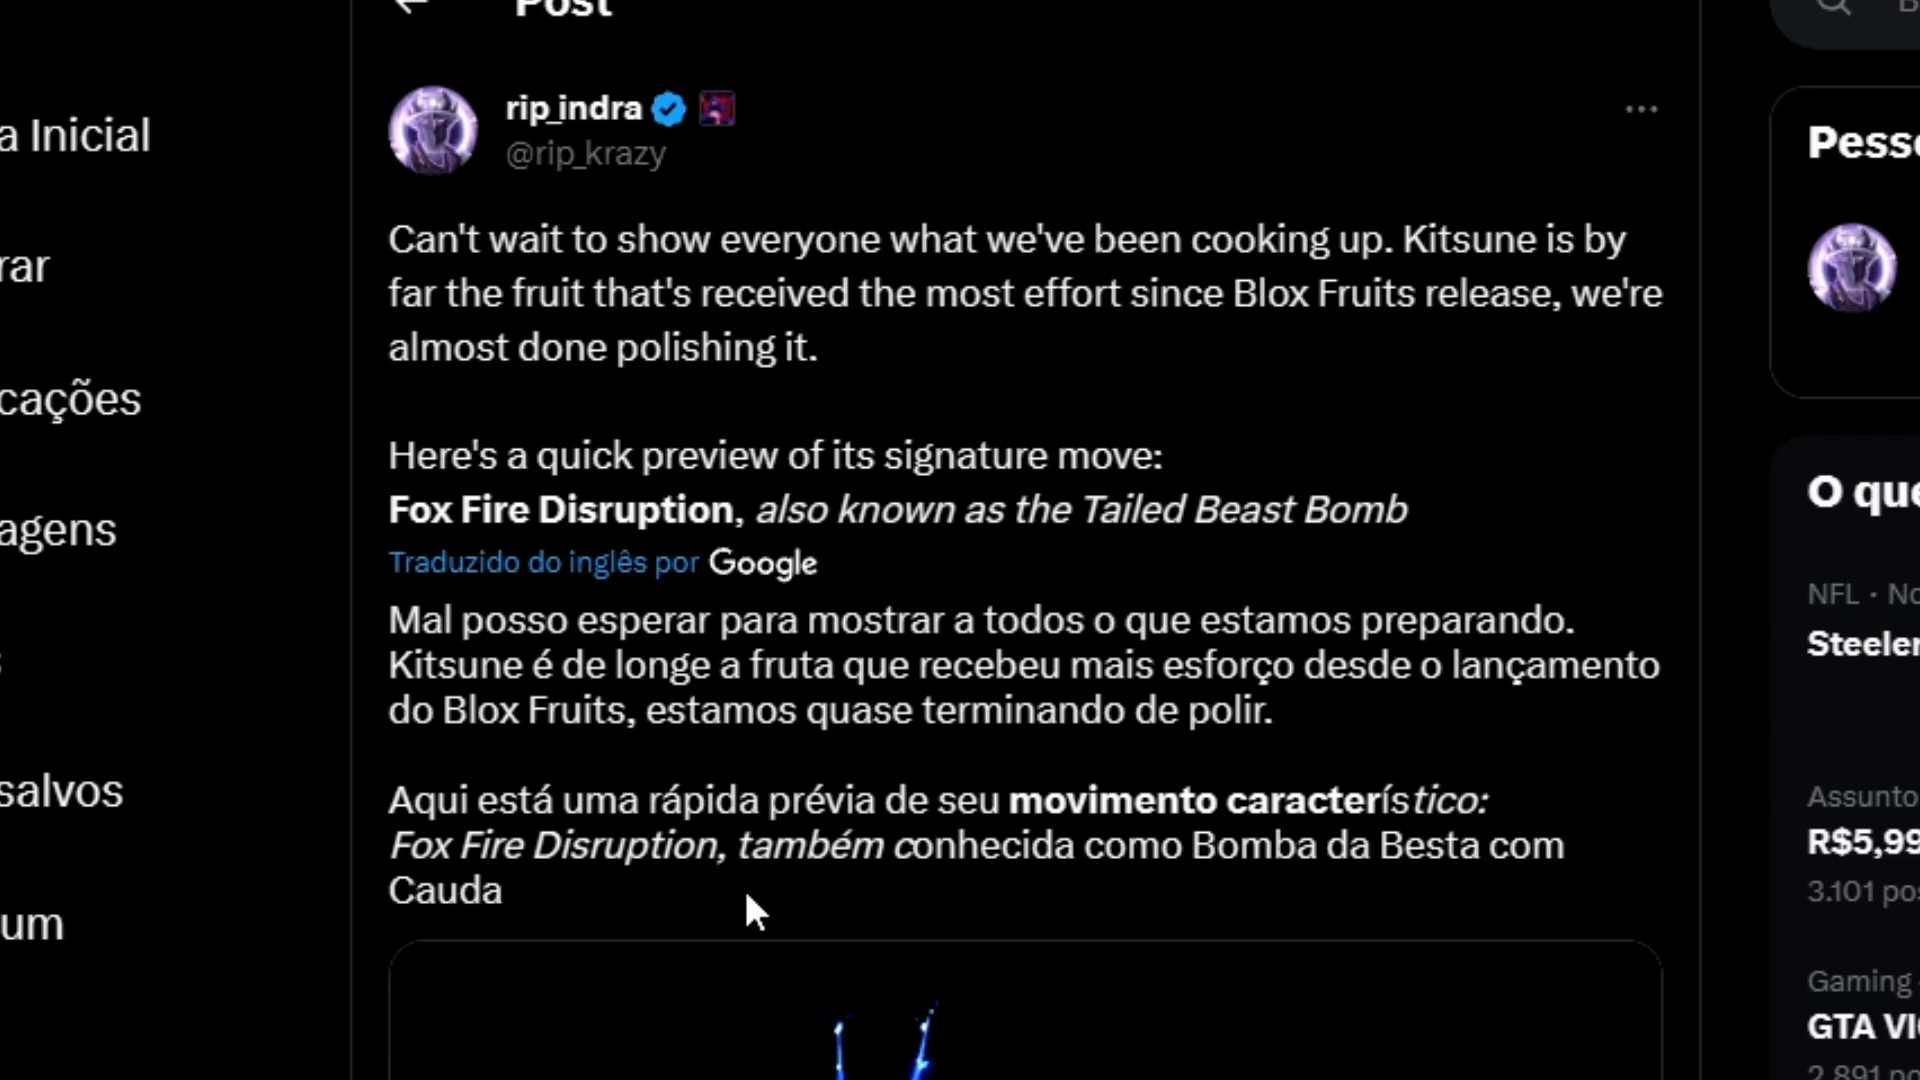 Post
a Inicial
rar
cações
agens
salvos
um
rip_indra
@rip_krazy
Can't wait to show everyone what we've been cooking up. Kitsune is by
far the fruit that's received the most effort since Blox Fruits release, we're
almost done polishing it.
Here's a quick preview of its signature move:
Fox Fire Disruption, also known as the Tailed Beast Bomb
Traduzido do inglês por Google
Mal posso esperar para mostrar a todos o que estamos preparando.
Kitsune é de longe a fruta que recebeu mais esforço desde o lançamento
do Blox Fruits, estamos quase terminando de polir.
Aqui está uma rápida prévia de seu movimento característico:
Fox Fire Disruption, também conhecida como Bomba da Besta com
Cauda
Pesso
O que
NFL · No
Steeler
Assunto
R$5,99
3.101 pos
Gaming
GTA VI
2.891 po